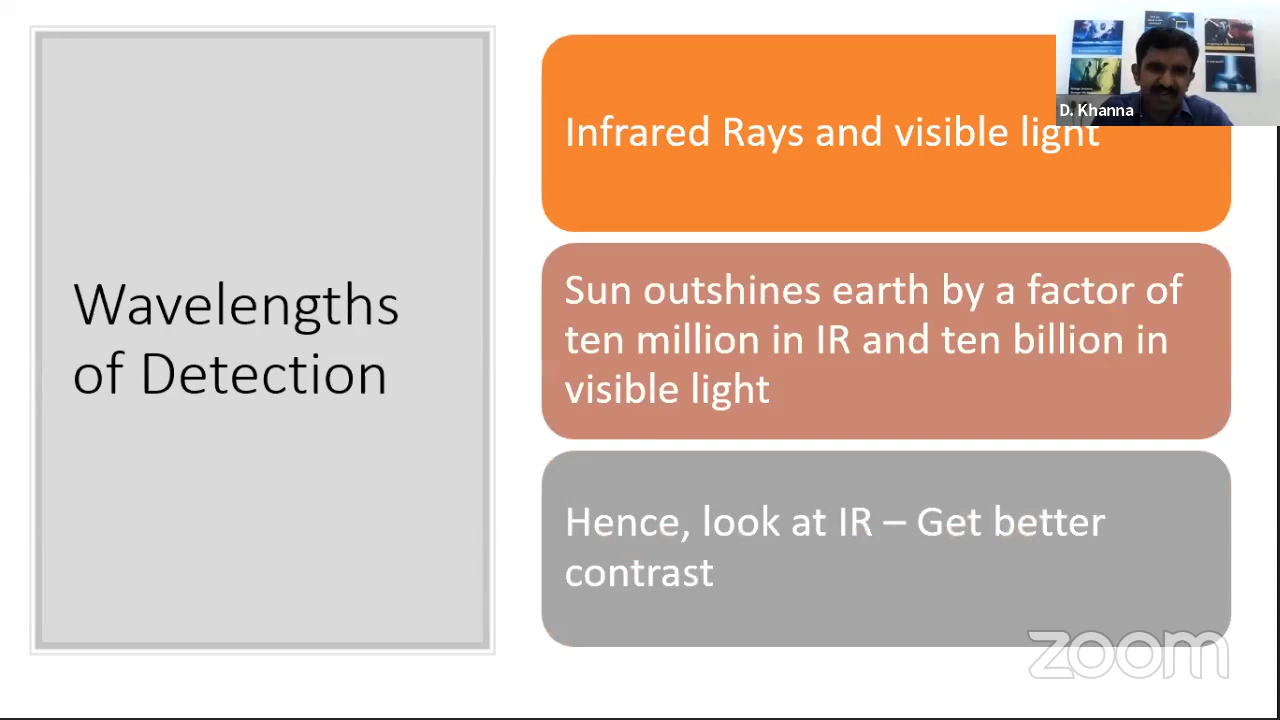 D. Khanna
Infrared Rays and visible light
Wavelengths
of Detection
Sun outshines earth by a factor of
ten million in IR and ten billion in
visible light
Hence, look at IR – Get better
contrast
zoom